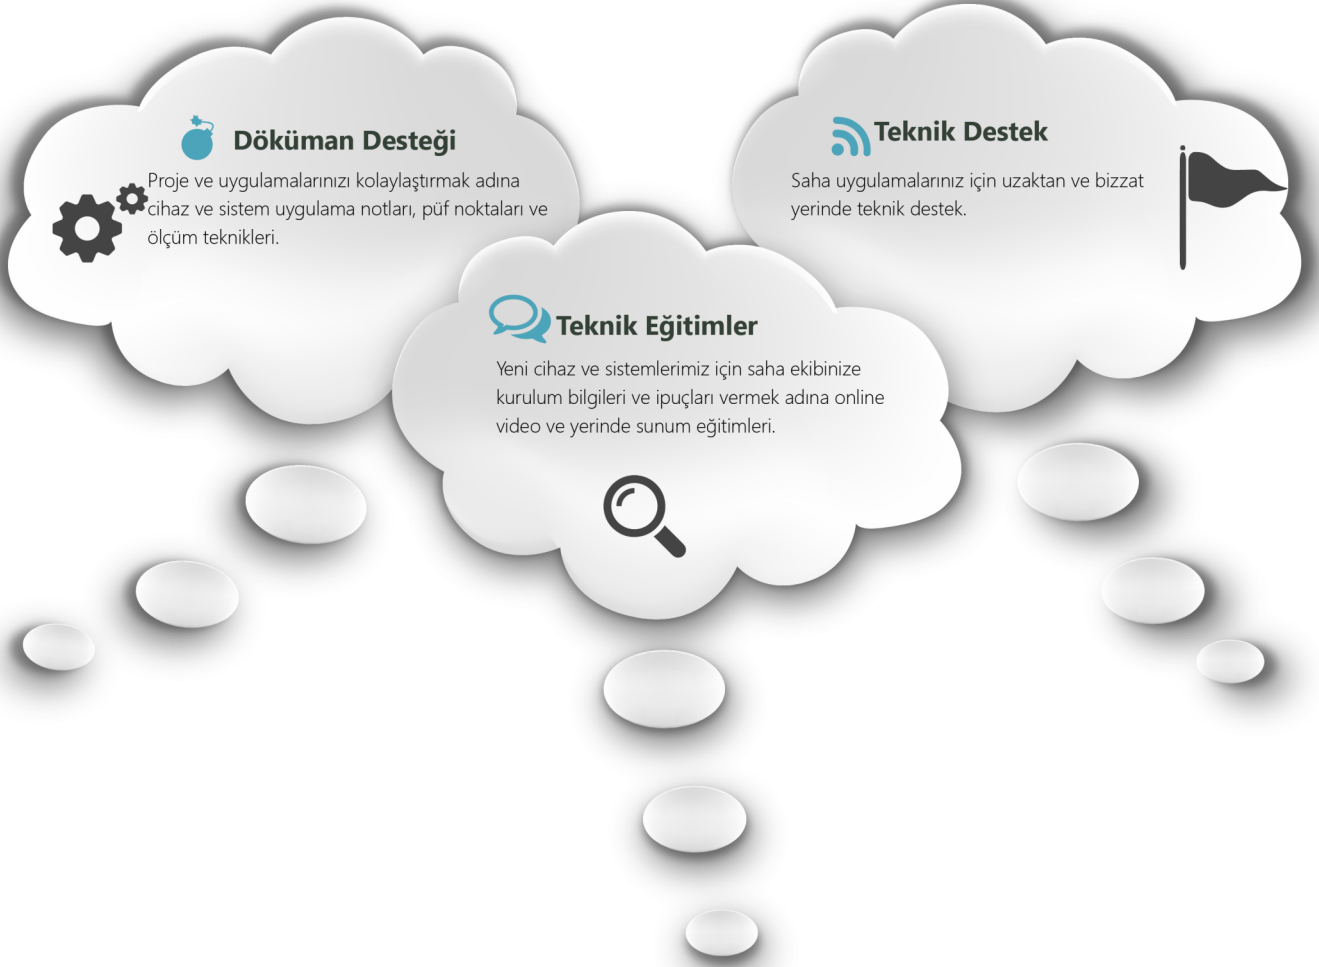 Döküman Desteği
Proje ve uygulamalarınızı kolaylaştırmak adına
cihaz ve sistem uygulama notları, püf noktaları ve
ölçüm teknikleri.
Teknik Destek
Saha uygulamalarınız için uzaktan ve bizzat
yerinde teknik destek.
Teknik Eğitimler
Yeni cihaz ve sistemlerimiz için saha ekibinize
kurulum bilgileri ve ipuçları vermek adına online
video ve yerinde sunum eğitimleri.